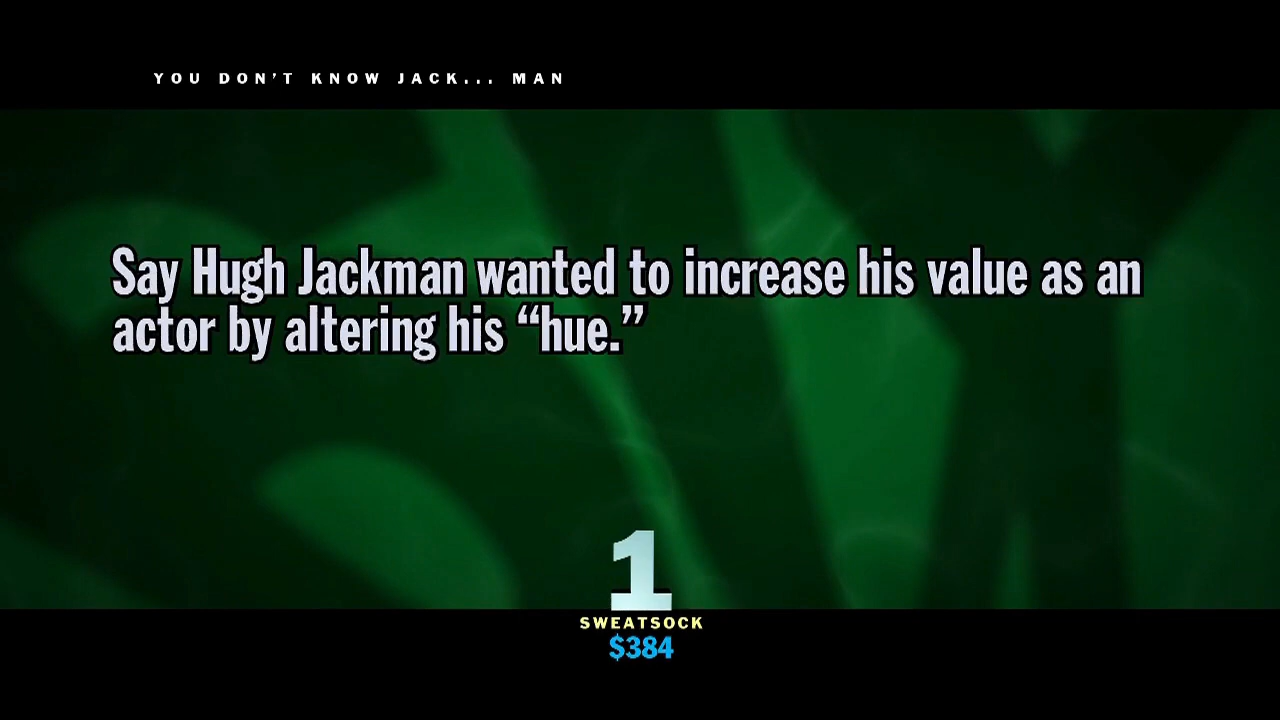 YOU DON'T KNOW JACK... MAN
Say Hugh Jackman wanted to increase his value as an
actor by altering his “hue.”
1
SWEATSOCK
$384